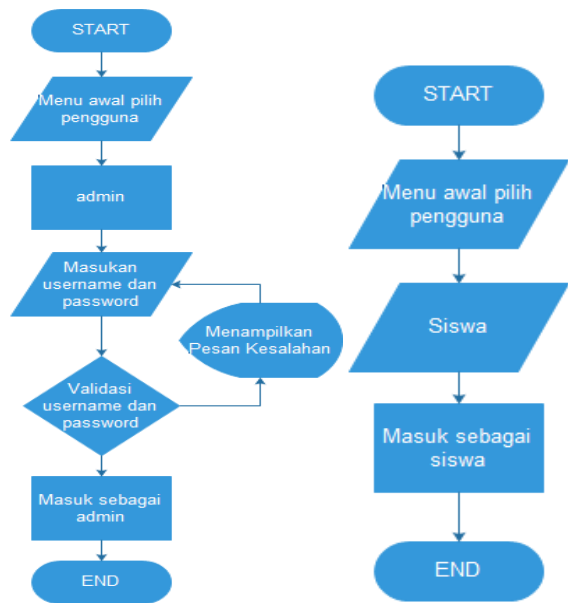 START
Menu awal pilih
pengguna
admin
Masukan
username dan
password
Menampilkan
Pesan Kesalahan
Validasi
username dan
password
Masuk sebagai
admin
END
START
Menu awal pilih
pengguna
Siswa
Masuk sebagai
siswa
END